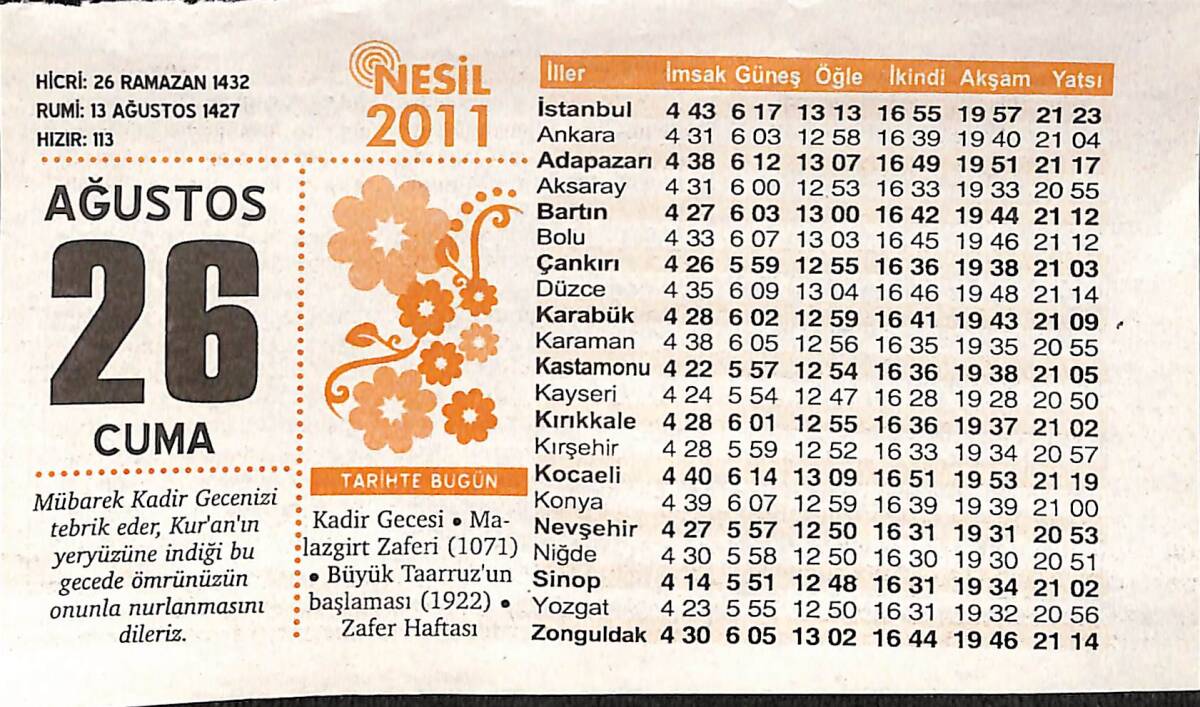 HİCRİ: 26 RAMAZAN 1432
RUMİ: 13 AĞUSTOS 1427
HIZIR: 113
NESİL
2011
AĞUSTOS
26
CUMA
Mübarek Kadir Gecenizi
tebrik eder, Kur'an'ın
yeryüzüne indiği bu
gecede ömrünüzün
onunla nurlanmasını
dileriz.
TARİHTE BUGÜN
Kadir Gecesi • Ma-
lazgirt Zaferi (1071)
• Büyük Taarruz'un
başlaması (1922) •
Zafer Haftası
İller İmsak Güneş Öğle İkindi Akşam Yatsı
İstanbul 4 43 6 17 13 13 16 55 19 57 21 23
Ankara 4 31 6 03 12 58 16 39 19 40 21 04
Adapazarı 4 38 6 12 13 07 16 49 19 51 21 17
Aksaray 4 31 6 00 12 53 16 33 19 33 20 55
Bartın 4 27 6 03 13 00 16 42 19 44 21 12
Bolu 4 33 6 07 13 03 16 45 19 46 21 12
Çankırı 4 26 5 59 12 55 16 36 19 38 21 03
Düzce 4 35 6 09 13 04 16 46 19 48 21 14
Karabük 4 28 6 02 12 59 16 41 19 43 21 09
Karaman 4 38 6 05 12 56 16 35 19 35 20 55
Kastamonu 4 22 5 57 12 54 16 36 19 38 21 05
Kayseri 4 24 5 54 12 47 16 28 19 28 20 50
Kırıkkale 4 28 6 01 12 55 16 36 19 37 21 02
Kırşehir 4 28 5 59 12 52 16 33 19 34 20 57
Kocaeli 4 40 6 14 13 09 16 51 19 53 21 19
Konya 4 39 6 07 12 59 16 39 19 39 21 00
Nevşehir 4 27 5 57 12 50 16 31 19 31 20 53
Niğde 4 30 5 58 12 50 16 30 19 30 20 51
Sinop 4 14 5 51 12 48 16 31 19 34 21 02
Yozgat 4 23 5 55 12 50 16 31 19 32 20 56
Zonguldak 4 30 6 05 13 02 16 44 19 46 21 14